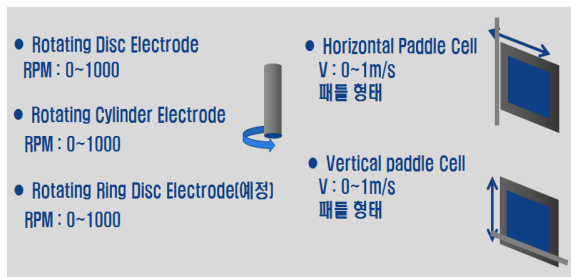 ● Rotating Disc Electrode
RPM : 0~1000
● Rotating Cylinder Electrode
RPM : 0~1000
● Rotating Ring Disc Electrode(예정)
RPM : 0~1000
● Horizontal Paddle Cell
V : 0~1m/s
패들 형태
● Vertical paddle Cell
V : 0~1m/s
패들 형태